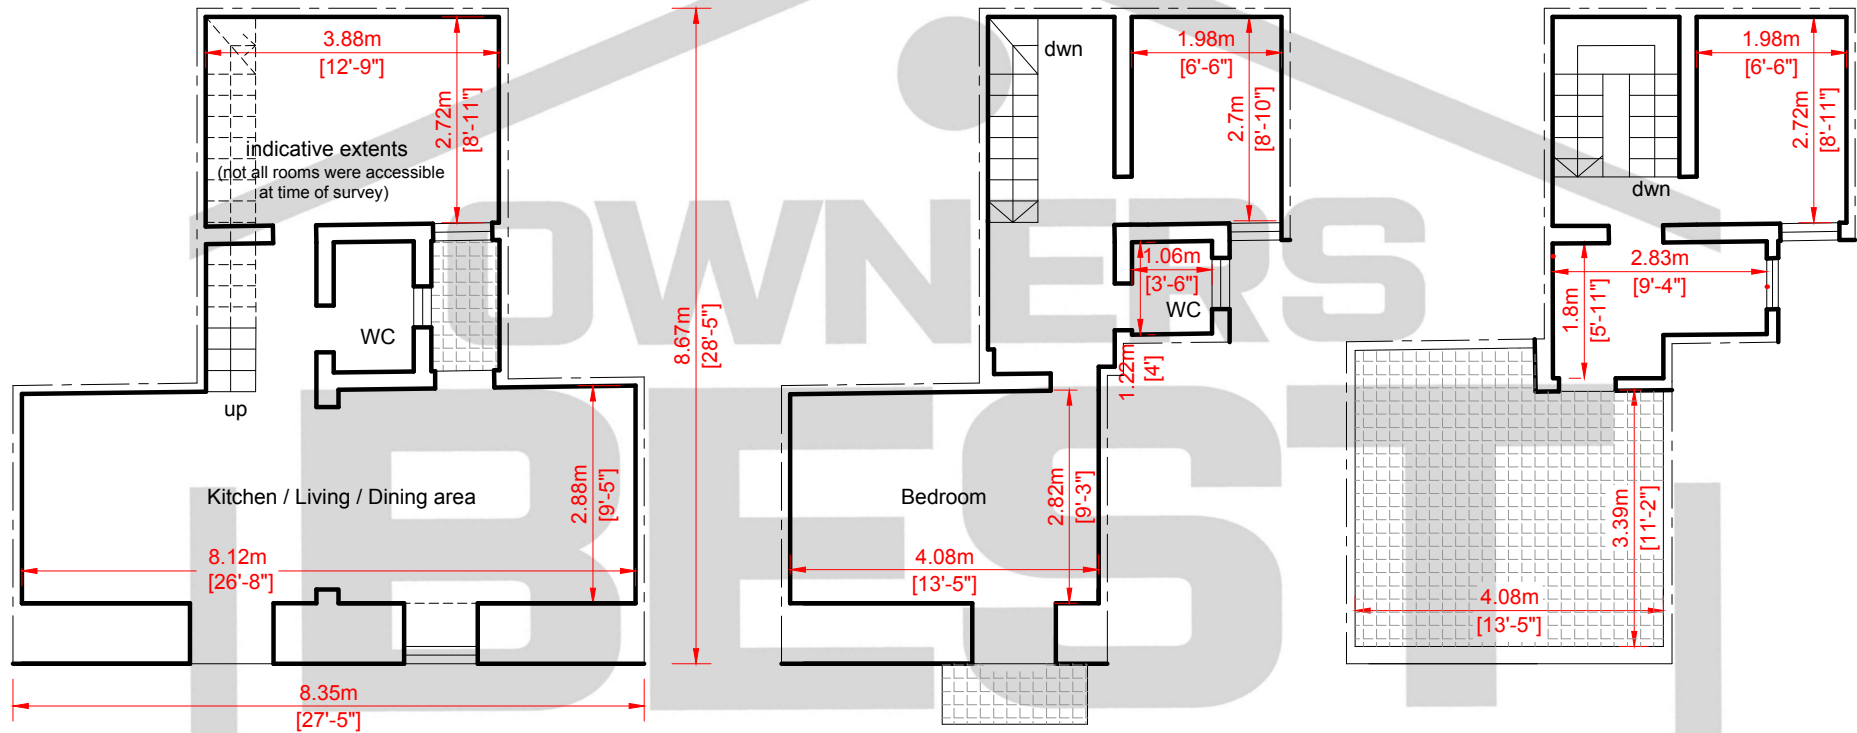 3.88m
[12'-9"]
2.72m
[8'-11"]
indicative extents
(not all rooms were accessible
at time of survey)
WC
up
Kitchen / Living / Dining area
2.88m
[9'-5"]
8.12m
[26'-8"]
8.35m
[27'-5"]
8.67m
[28'-5"]
dwn
1.98m
[6'-6"]
2.7m
[8'-10"]
1.06m
[3'-6"]
WC
1.22m
[4']
Bedroom
2.82m
[9'-3"]
4.08m
[13'-5"]
1.98m
[6'-6"]
2.72m
[8'-11"]
dwn
2.83m
[9'-4"]
1.8m
[5'-11"]
3.39m
[11'-2"]
4.08m
[13'-5"]
OWNERS
BEST